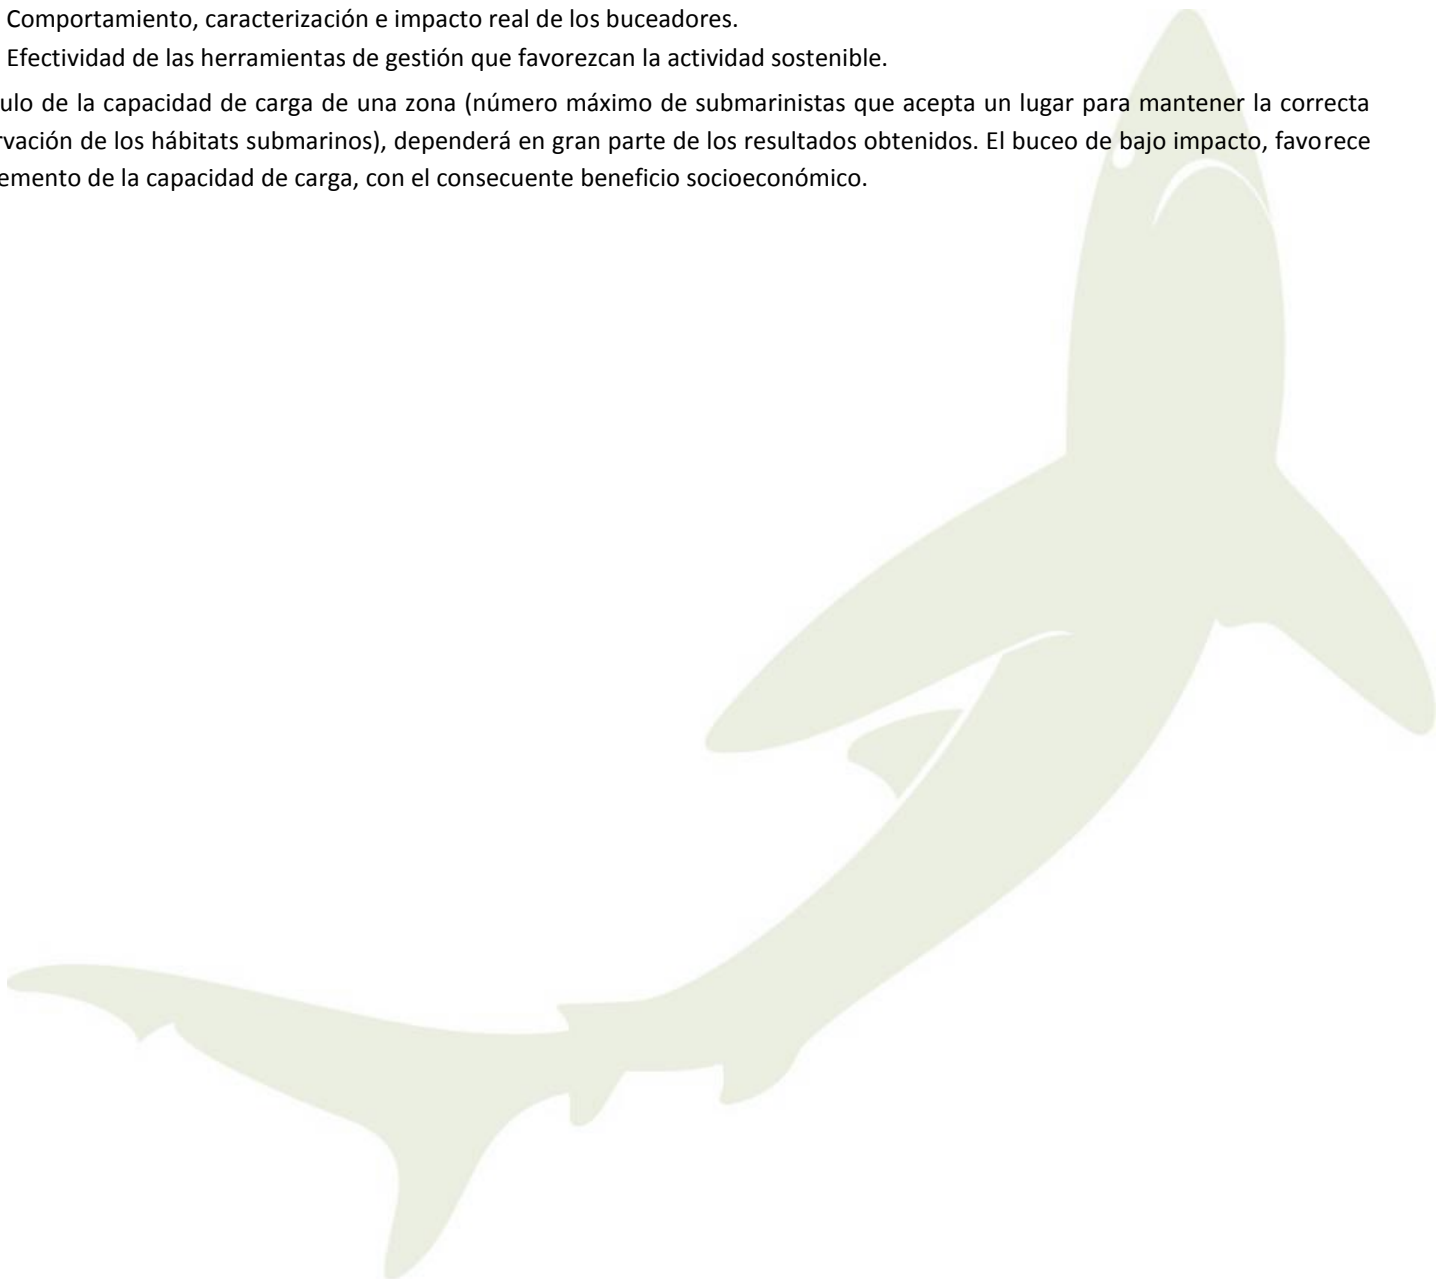 Comportamiento, caracterización e impacto real de los buceadores.
Efectividad de las herramientas de gestión que favorezcan la actividad sostenible.
ulo de la capacidad de carga de una zona (número máximo de submarinistas que acepta un lugar para mantener la correcta
rvación de los hábitats submarinos), dependerá en gran parte de los resultados obtenidos. El buceo de bajo impacto, favorece
emento de la capacidad de carga, con el consecuente beneficio socioeconómico.